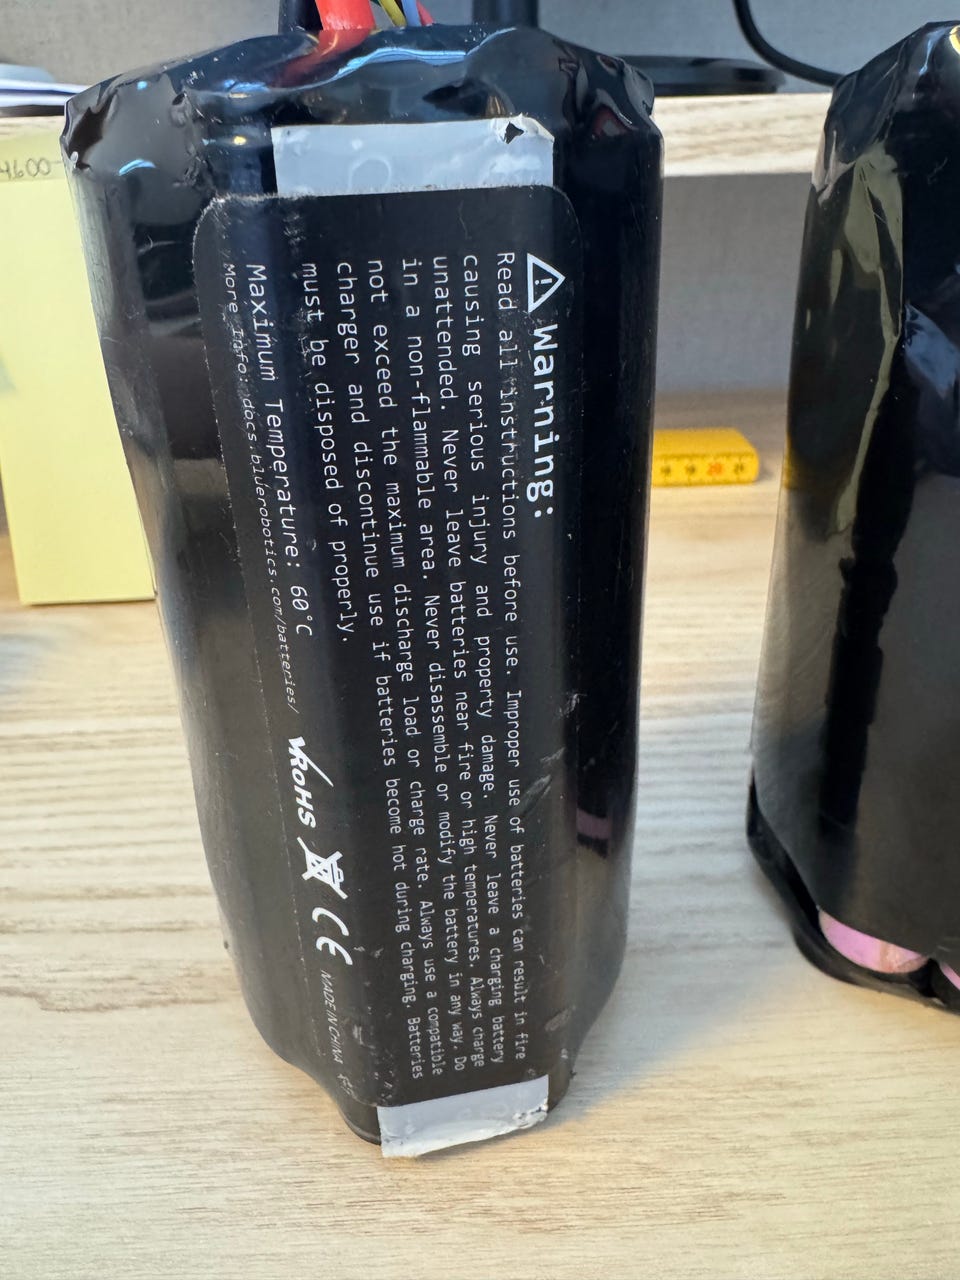 4600
Warning:
Read all instructions before use. Improper use of batteries can result in fire
causing serious injury and property damage. Never leave a charging battery
unattended. Never leave batteries near fire or high temperatures. Always charge
in a non-flammable area. Never disassemble or modify the battery in any way. Do
not exceed the maximum discharge load or charge rate. Always use a compatible
charger and discontinue use if batteries become hot during charging. Batteries
must be disposed of properly.
Maximum Temperature: 60°C
More Info: docs.bluerobotics.com/batteries/
RoHS CE MADE IN CHINA